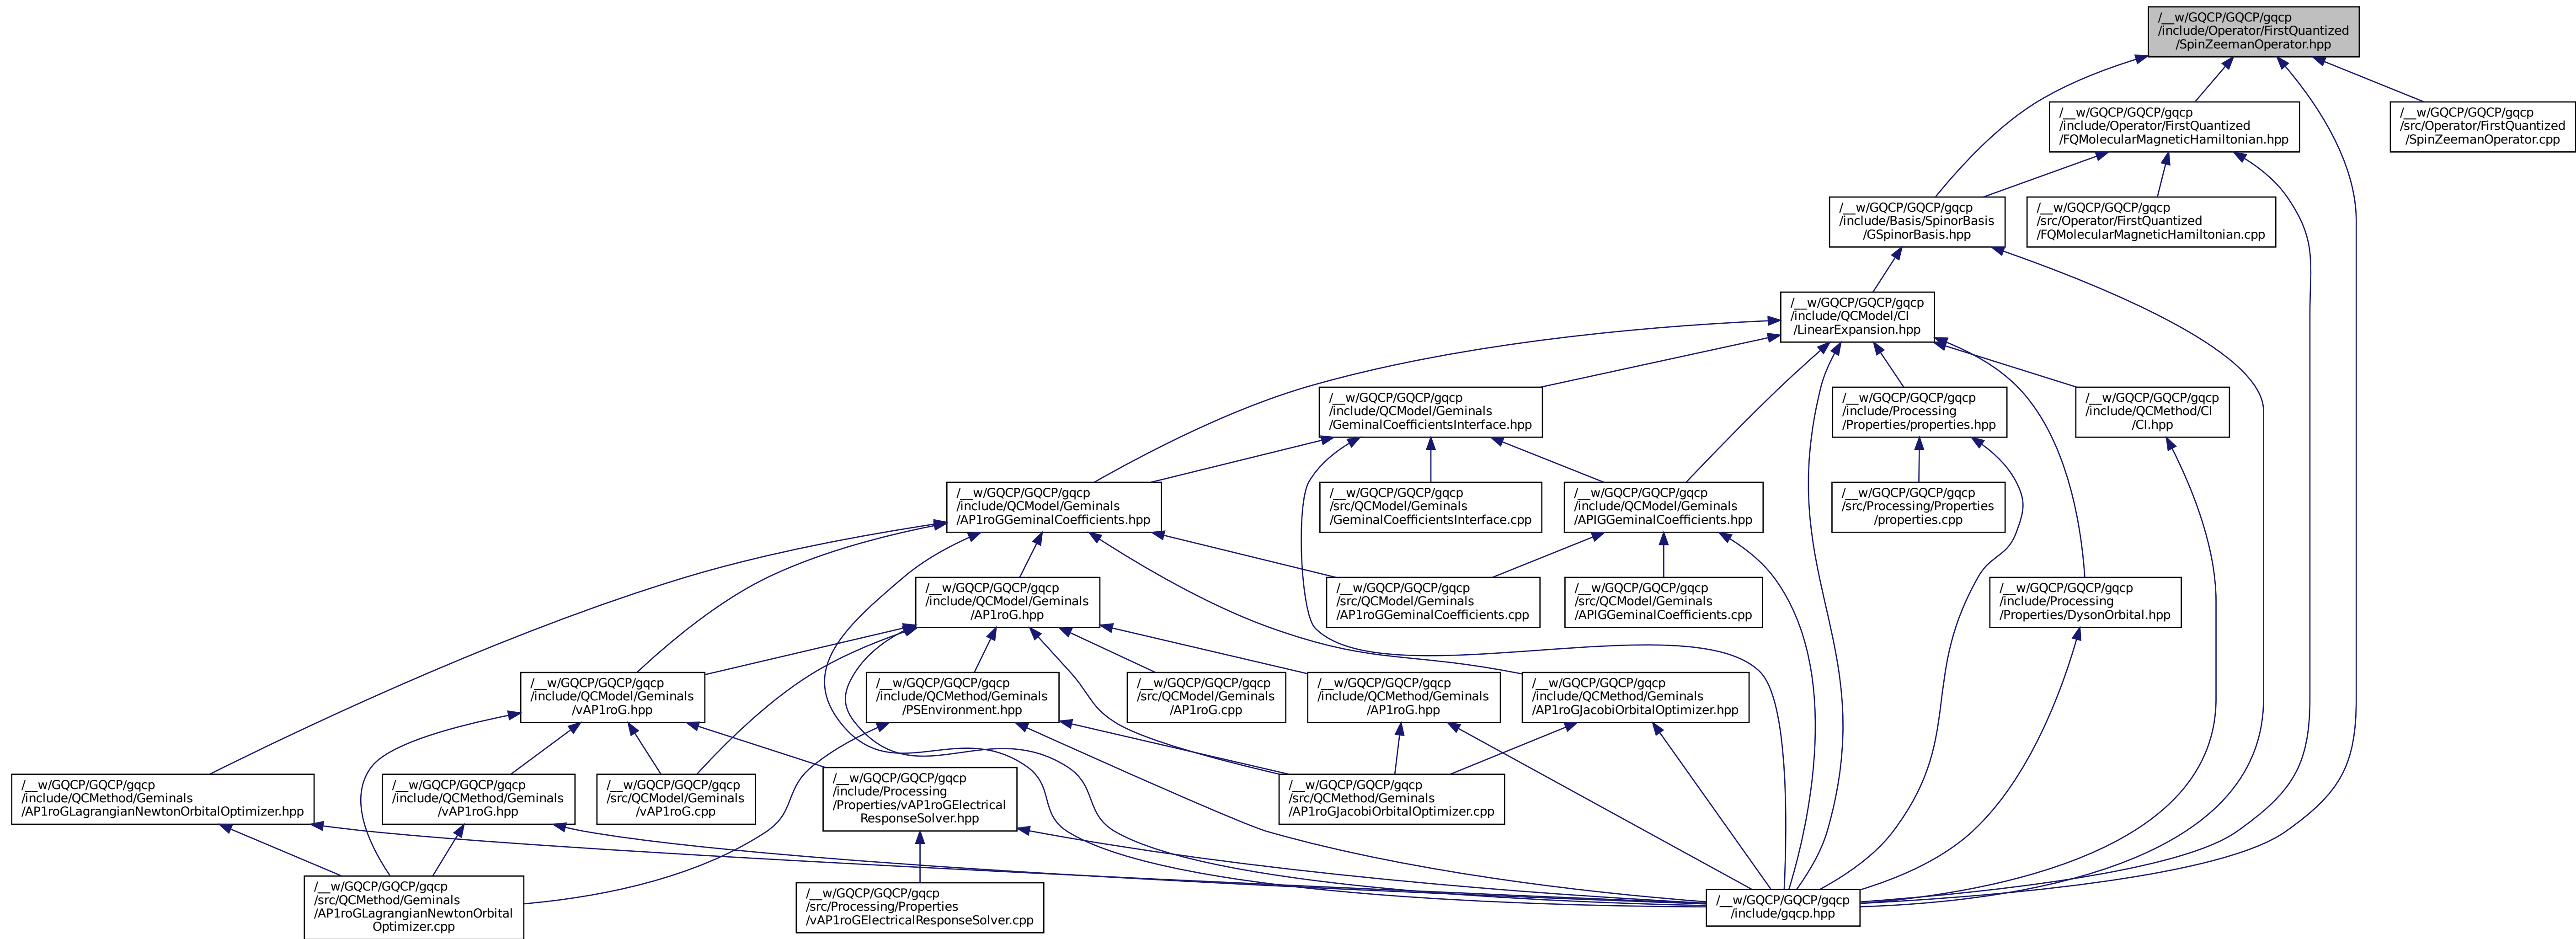 /__w/GQCP/GQCP/gqcp
/include/Operator/FirstQuantized
/SpinZeemanOperator.hpp
/__w/GQCP/GQCP/gqcp
/include/Operator/FirstQuantized
/FQMolecularMagneticHamiltonian.hpp
/__w/GQCP/GQCP/gqcp
/src/Operator/FirstQuantized
/SpinZeemanOperator.cpp
/__w/GQCP/GQCP/gqcp
/include/Basis/SpinorBasis
/GSpinorBasis.hpp
/__w/GQCP/GQCP/gqcp
/src/Operator/FirstQuantized
/FQMolecularMagneticHamiltonian.cpp
/__w/GQCP/GQCP/gqcp
/include/QCModel/CI
/LinearExpansion.hpp
/__w/GQCP/GQCP/gqcp
/include/QCModel/Geminals
/GeminalCoefficientsInterface.hpp
/__w/GQCP/GQCP/gqcp
/include/Processing
/Properties/properties.hpp
/__w/GQCP/GQCP/gqcp
/include/QCMethod/CI
/CI.hpp
/__w/GQCP/GQCP/gqcp
/include/QCModel/Geminals
/AP1roGGeminalCoefficients.hpp
/__w/GQCP/GQCP/gqcp
/src/QCModel/Geminals
/GeminalCoefficientsInterface.cpp
/__w/GQCP/GQCP/gqcp
/include/QCModel/Geminals
/APIGGeminalCoefficients.hpp
/__w/GQCP/GQCP/gqcp
/src/Processing/Properties
/properties.cpp
/__w/GQCP/GQCP/gqcp
/include/QCModel/Geminals
/AP1roG.hpp
/__w/GQCP/GQCP/gqcp
/src/QCModel/Geminals
/AP1roGGeminalCoefficients.cpp
/__w/GQCP/GQCP/gqcp
/src/QCModel/Geminals
/APIGGeminalCoefficients.cpp
/__w/GQCP/GQCP/gqcp
/include/Processing
/Properties/DysonOrbital.hpp
/__w/GQCP/GQCP/gqcp
/include/QCModel/Geminals
/vAP1roG.hpp
/__w/GQCP/GQCP/gqcp
/include/QCMethod/Geminals
/PSEnvironment.hpp
/__w/GQCP/GQCP/gqcp
/src/QCModel/Geminals
/AP1roG.cpp
/__w/GQCP/GQCP/gqcp
/include/QCMethod/Geminals
/AP1roG.hpp
/__w/GQCP/GQCP/gqcp
/include/QCMethod/Geminals
/AP1roGJacobiOrbitalOptimizer.hpp
/__w/GQCP/GQCP/gqcp
/include/QCMethod/Geminals
/AP1roGLagrangianNewtonOrbitalOptimizer.hpp
/__w/GQCP/GQCP/gqcp
/include/QCMethod/Geminals
/vAP1roG.hpp
/__w/GQCP/GQCP/gqcp
/src/QCModel/Geminals
/vAP1roG.cpp
/__w/GQCP/GQCP/gqcp
/include/Processing
/Properties/vAP1roGElectrical
ResponseSolver.hpp
/__w/GQCP/GQCP/gqcp
/src/QCMethod/Geminals
/AP1roGJacobiOrbitalOptimizer.cpp
/__w/GQCP/GQCP/gqcp
/src/QCMethod/Geminals
/AP1roGLagrangianNewtonOrbital
Optimizer.cpp
/__w/GQCP/GQCP/gqcp
/src/Processing/Properties
/vAP1roGElectricalResponseSolver.cpp
/__w/GQCP/GQCP/gqcp
/include/gqcp.hpp